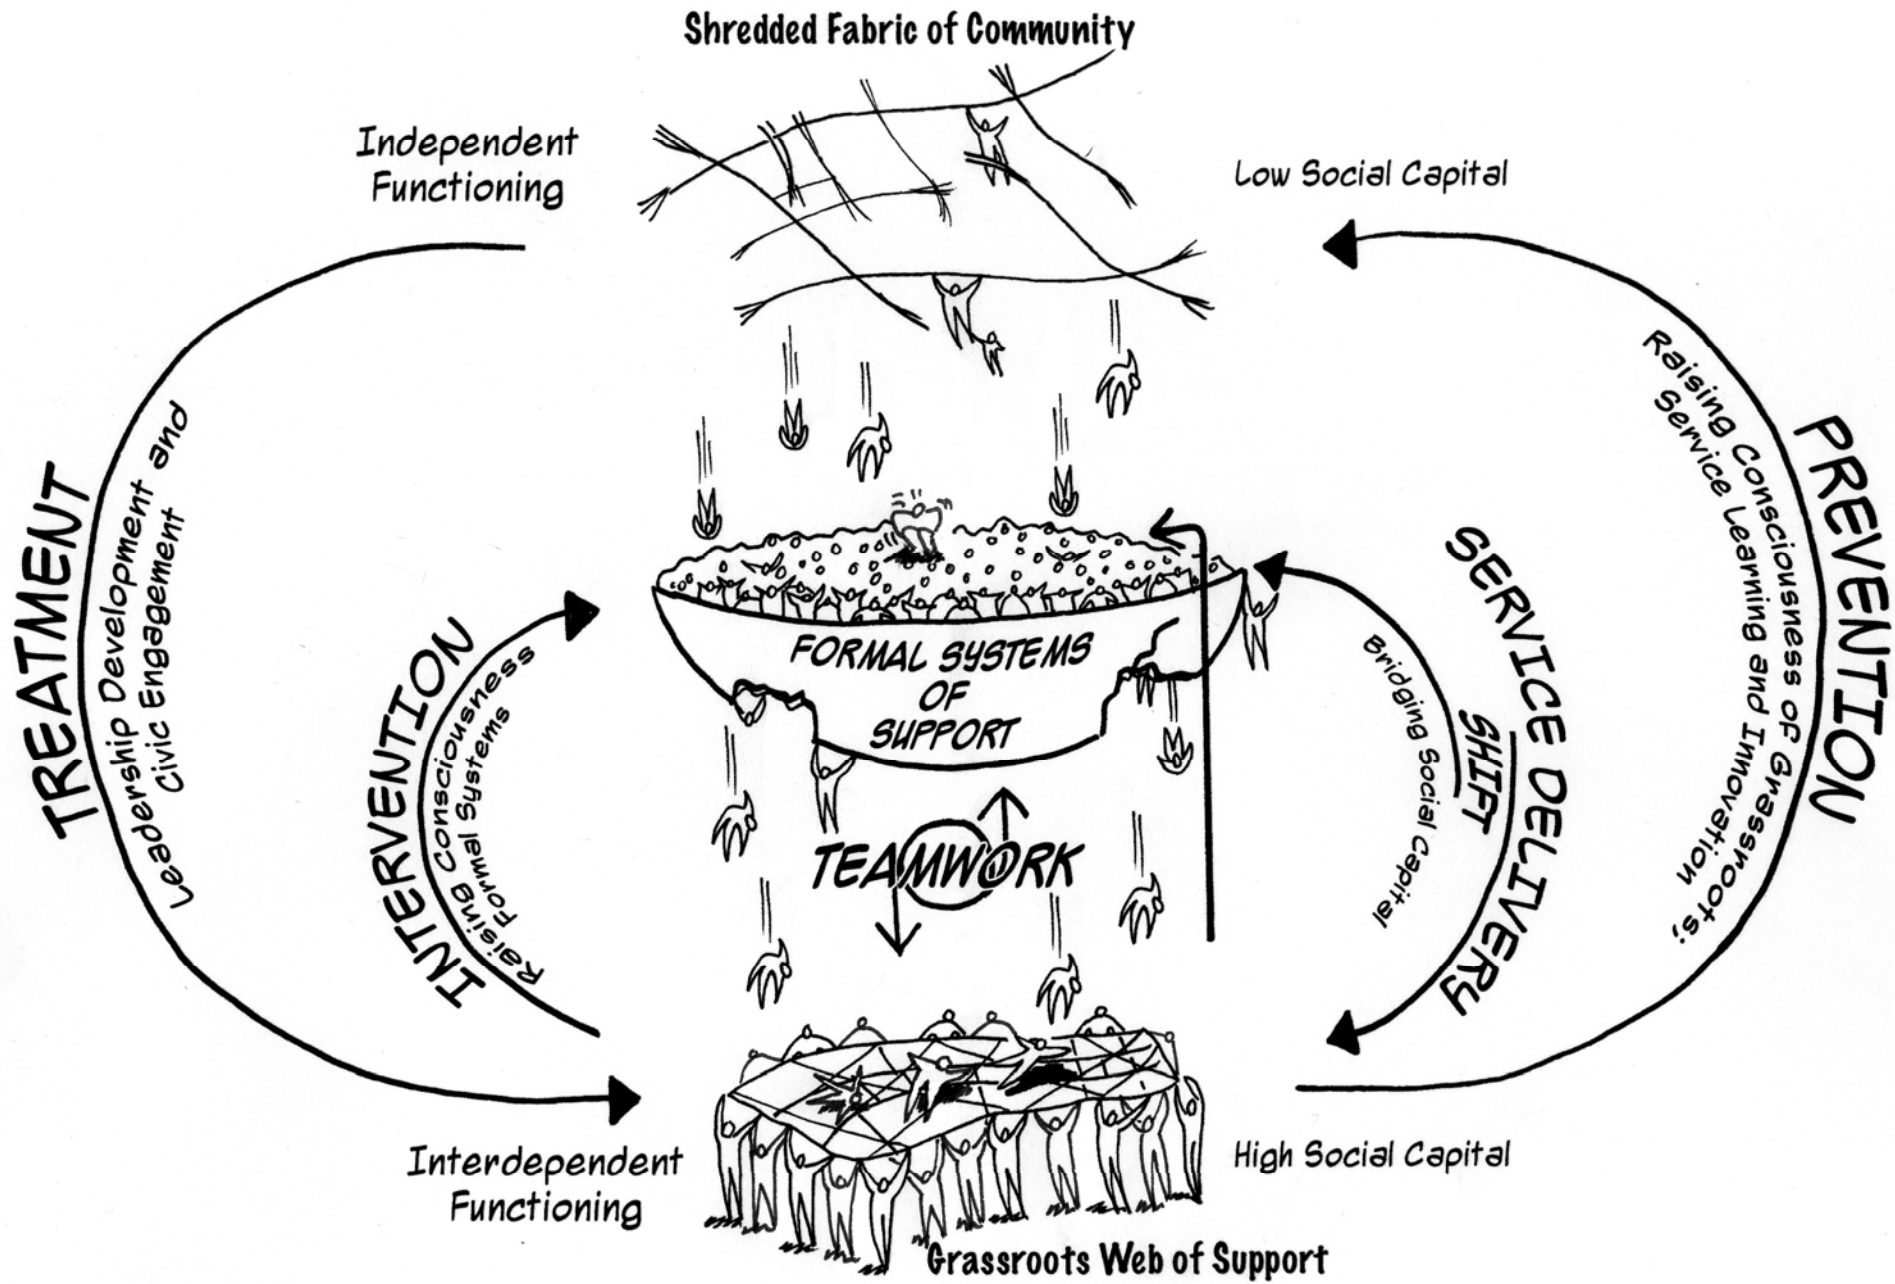 Shredded Fabric of Community
Independent
Functioning
Low Social Capital
TREATMENT
Leadership Development and
Civic Engagement
INTERVENTION
Raising Consciousness
Formal Systems
FORMAL SYSTEMS
OF
SUPPORT
TEAMWORK
SERVICE DELIVERY
SHIFT
Bridging Social Capital
PREVENTION
Raising Consciousness of Grassroots;
Service Learning and Innovation
Interdependent
Functioning
High Social Capital
Grassroots Web of Support